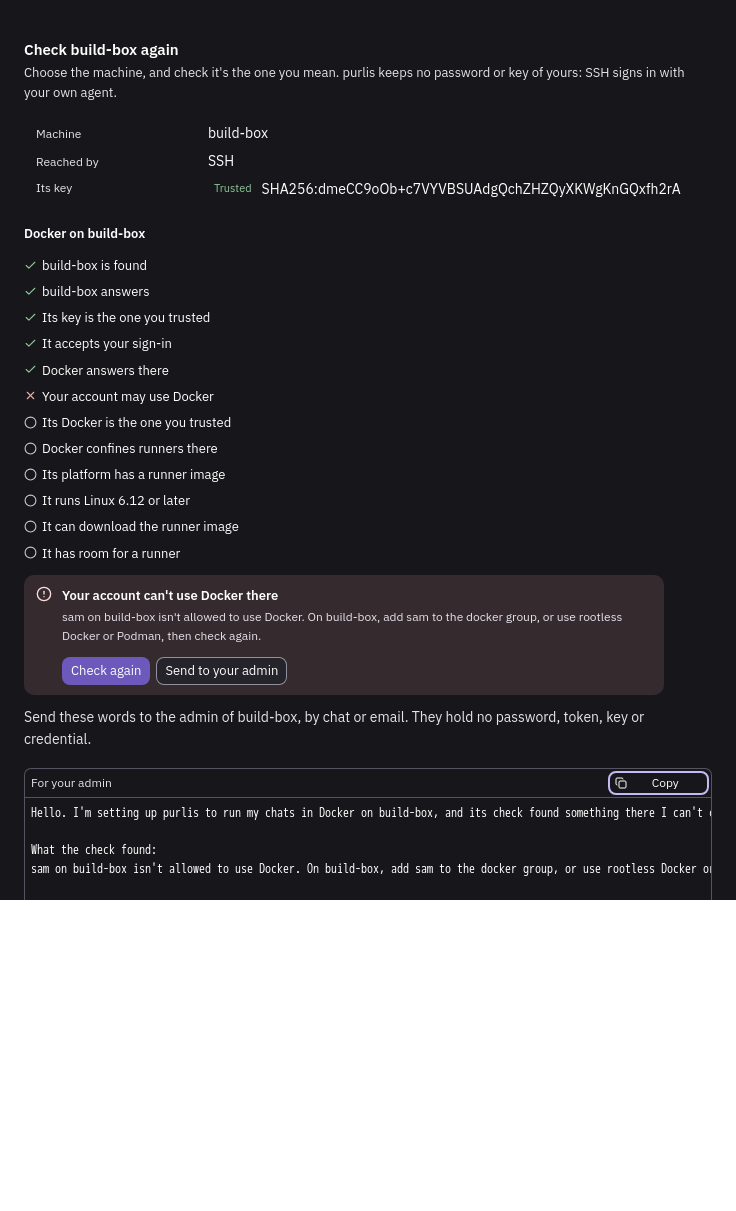 Check build-box again
Choose the machine, and check it's the one you mean. purlis keeps no password or key of yours: SSH signs in with
your own agent.
Machine build-box
Reached by SSH
Its key Trusted SHA256:dmeCC9oOb+c7VYVBSUAdgQchZHZQyXKWgKnGQxfh2rA
Docker on build-box
build-box is found
build-box answers
Its key is the one you trusted
It accepts your sign-in
Docker answers there
Your account may use Docker
Its Docker is the one you trusted
Docker confines runners there
Its platform has a runner image
It runs Linux 6.12 or later
It can download the runner image
It has room for a runner
Your account can't use Docker there
sam on build-box isn't allowed to use Docker. On build-box, add sam to the docker group, or use rootless
Docker or Podman, then check again.
Check again Send to your admin
Send these words to the admin of build-box, by chat or email. They hold no password, token, key or
credential.
For your admin Copy
Hello. I'm setting up purlis to run my chats in Docker on build-box, and its check found something there I can't
What the check found:
sam on build-box isn't allowed to use Docker. On build-box, add sam to the docker group, or use rootless Docker